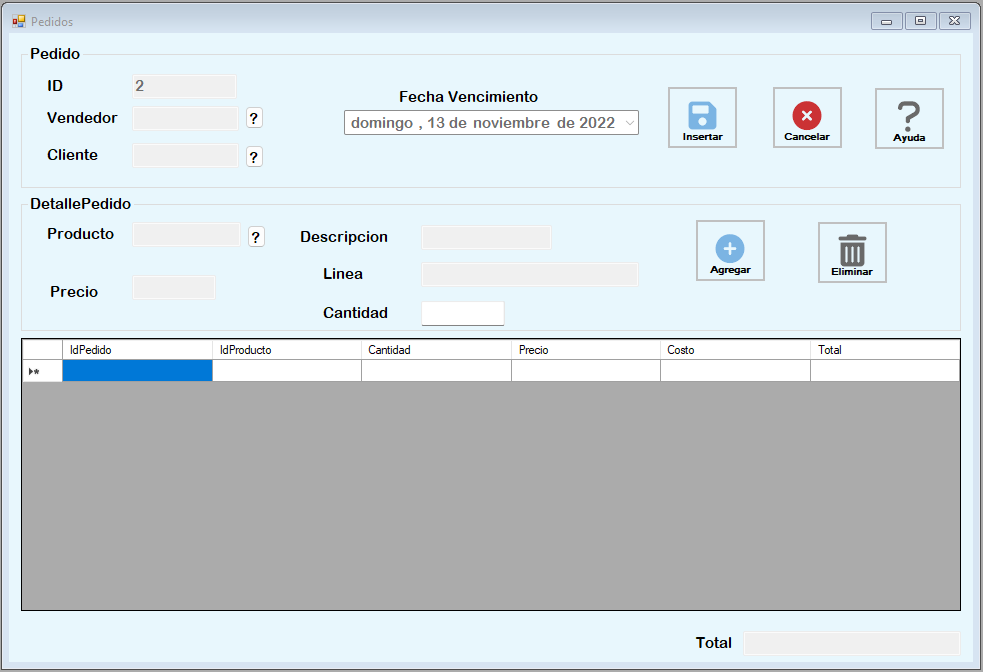 Pedidos
Pedido
ID 2
Vendedor ?
Cliente ?
Fecha Vencimiento
domingo , 13 de noviembre de 2022
Insertar
Cancelar
Ayuda
DetallePedido
Producto ?
Precio
Descripcion
Linea
Cantidad
Agregar
Eliminar
IdPedido IdProducto Cantidad Precio Costo Total
Total